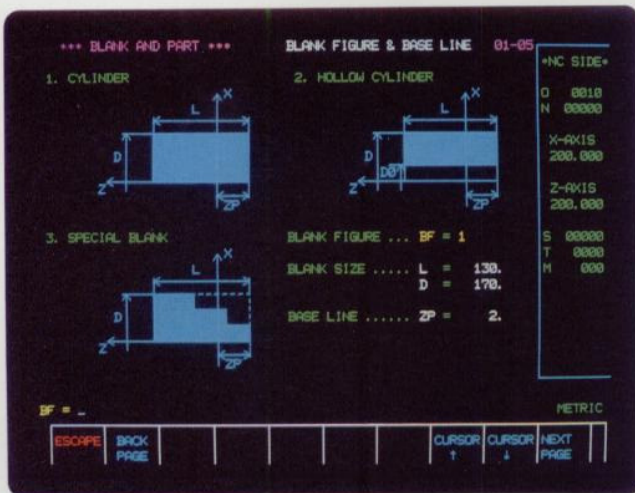 *** BLANK AND PART ***
BLANK FIGURE & BASE LINE 01-05
*NC SIDE*
O 0010
N 00000
X-AXIS
200.000
Z-AXIS
200.000
S 00000
T 0000
M 000
1. CYLINDER
L
X
D
Z
ZP
2. HOLLOW CYLINDER
L
X
D
D0
Z
ZP
3. SPECIAL BLANK
L
X
D
Z
ZP
BLANK FIGURE ... BF = 1
BLANK SIZE ..... L = 130.
D = 170.
BASE LINE ...... ZP = 2.
BF = _
METRIC
ESCAPE
BACK PAGE
CURSOR ↑
CURSOR ↓
NEXT PAGE